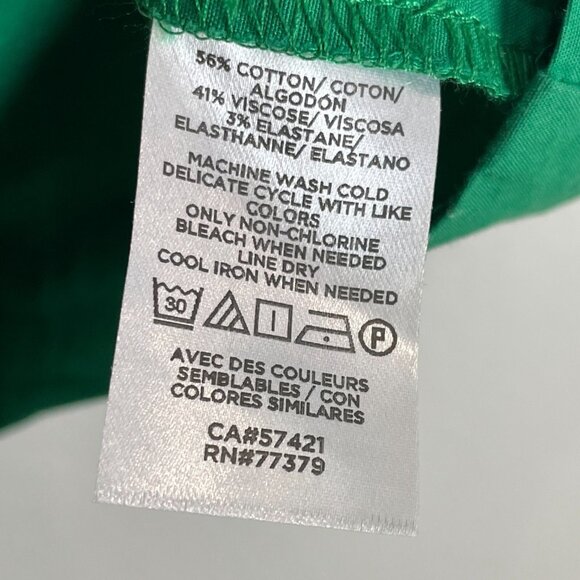 56% COTTON/ COTON/
ALGODÓN
41% VISCOSE/ VISCOSA
3% ELASTANE/
ELASTHANNE/ ELASTANO
MACHINE WASH COLD
DELICATE CYCLE WITH LIKE
COLORS
ONLY NON-CHLORINE
BLEACH WHEN NEEDED
LINE DRY
COOL IRON WHEN NEEDED
30 P
AVEC DES COULEURS
SEMBLABLES / CON
COLORES SIMILARES
CA#57421
RN#77379